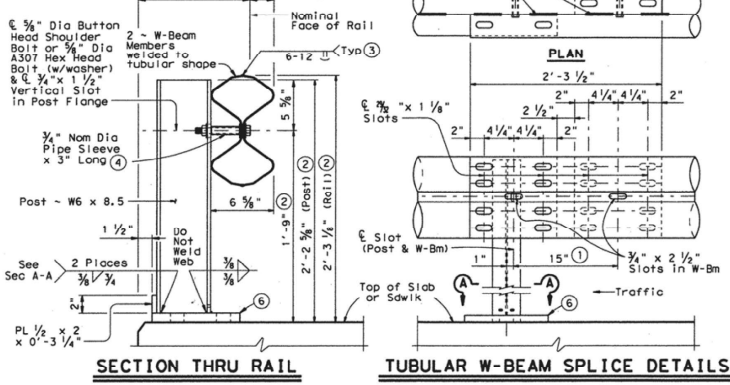 Nominal
Face of Rail
℄ 5/8" Dia Button
Head Shoulder
Bolt or 5/8" Dia
A307 Hex Head
Bolt (w/washer)
& ℄ 3/4" x 1 1/2"
Vertical Slot
in Post Flange
2 ~ W-Beam
Members
welded to
tubular shape
6-12
Typ ③
5 5/8"
3/4" Nom Dia
Pipe Sleeve
x 3" Long ④
Post ~ W6 x 8.5
6 5/8"
②
1'-9"
2'-2 5/8" (Post) ②
2'-3 1/8" (Rail) ②
1 1/2"
Do
Not
Weld
Web
See
Sec A-A
2 Places
3/8 3/4
3/8
3/8
2"
⑥
PL 1/2 x 2
x 0'-3 1/4"
SECTION THRU RAIL
PLAN
2'-3 1/2"
2"
4 1/4"
4 1/4"
2"
2 1/2"
2"
4 1/4"
4 1/4"
2"
"x 1 1/8"
Slots
℄ Slot
(Post & W-Bm)
1"
15" ①
3/4" x 2 1/2"
Slots in W-Bm
Top of Slab
or Sdwlk
A
A
⑥
Traffic
TUBULAR W-BEAM SPLICE DETAILS